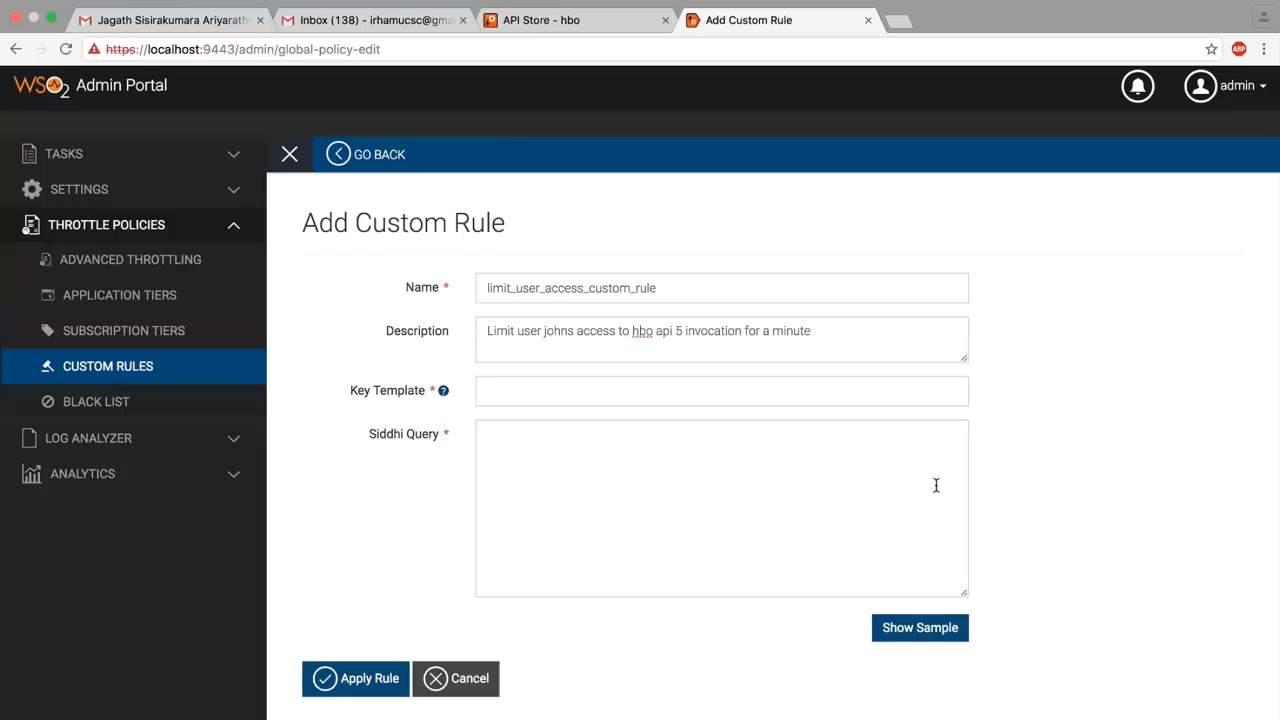 Jagath Sisirakumara Ariyarath
Inbox (138) - irhamucsc@gma
API Store - hbo
Add Custom Rule
https://localhost:9443/admin/global-policy-edit
ABP
WSO2 Admin Portal
admin
TASKS
SETTINGS
THROTTLE POLICIES
ADVANCED THROTTLING
APPLICATION TIERS
SUBSCRIPTION TIERS
CUSTOM RULES
BLACK LIST
LOG ANALYZER
ANALYTICS
GO BACK
Add Custom Rule
Name *
limit_user_access_custom_rule
Description
Limit user johns access to hbo api 5 invocation for a minute
Key Template * ?
Siddhi Query *
Show Sample
Apply Rule
Cancel